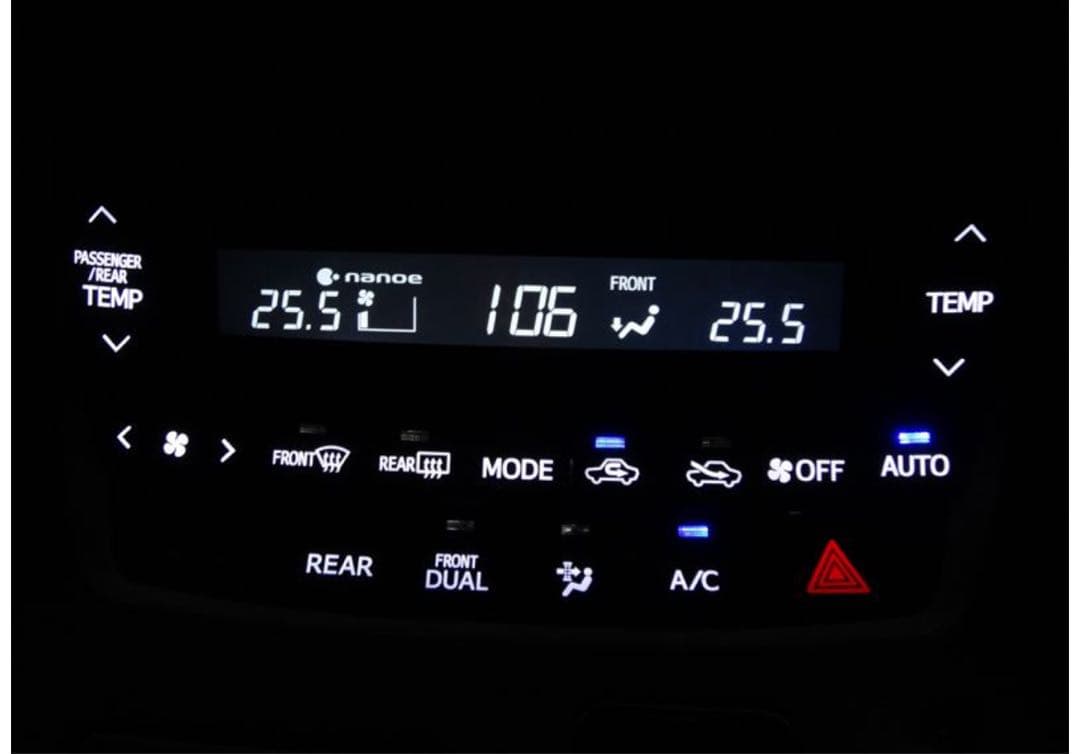 PASSENGER
/REAR
TEMP
nanoe
25.5
106
FRONT
25.5
TEMP
FRONT
REAR
MODE
OFF
AUTO
REAR
FRONT
DUAL
A/C